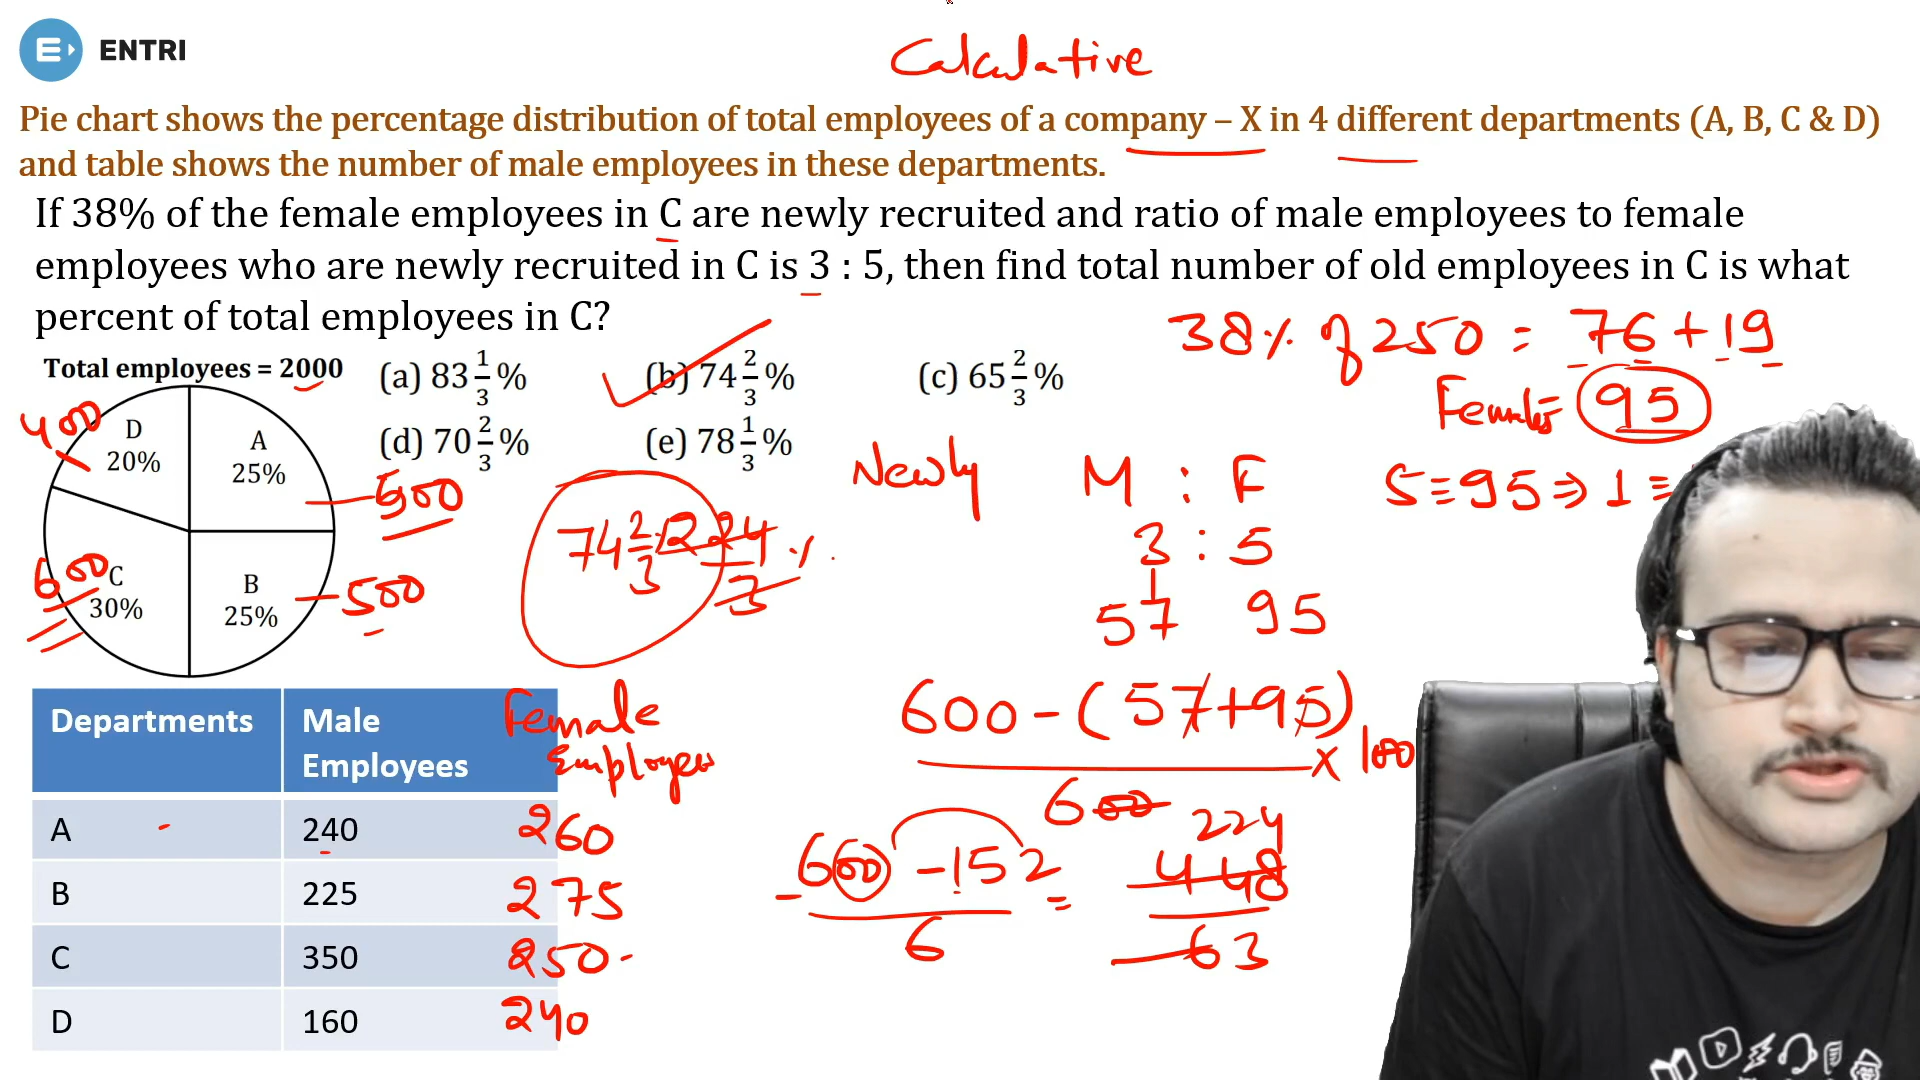 ENTRI
Calculative
Pie chart shows the percentage distribution of total employees of a company – X in 4 different departments (A, B, C & D)
and table shows the number of male employees in these departments.
If 38% of the female employees in C are newly recruited and ratio of male employees to female
employees who are newly recruited in C is 3 : 5, then find total number of old employees in C is what
percent of total employees in C?
38% of 250 = 76+19
Total employees = 2000
(a) 83 1/3 %
(b) 74 2/3 %
(c) 65 2/3 %
Females 95
(d) 70 2/3 %
(e) 78 1/3 %
400
D
20%
A
25%
500
600
C
30%
B
25%
500
74 2/3 %
224/3 %
Newly M : F
5 = 95 ⇒ 1 =
3 : 5
57 95
600 - (57+95)
× 100
600
600 - 152
=
6
224
448
63
Departments
Male
Employees
Female
Employees
A 240 260
B 225 275
C 350 250
D 160 240